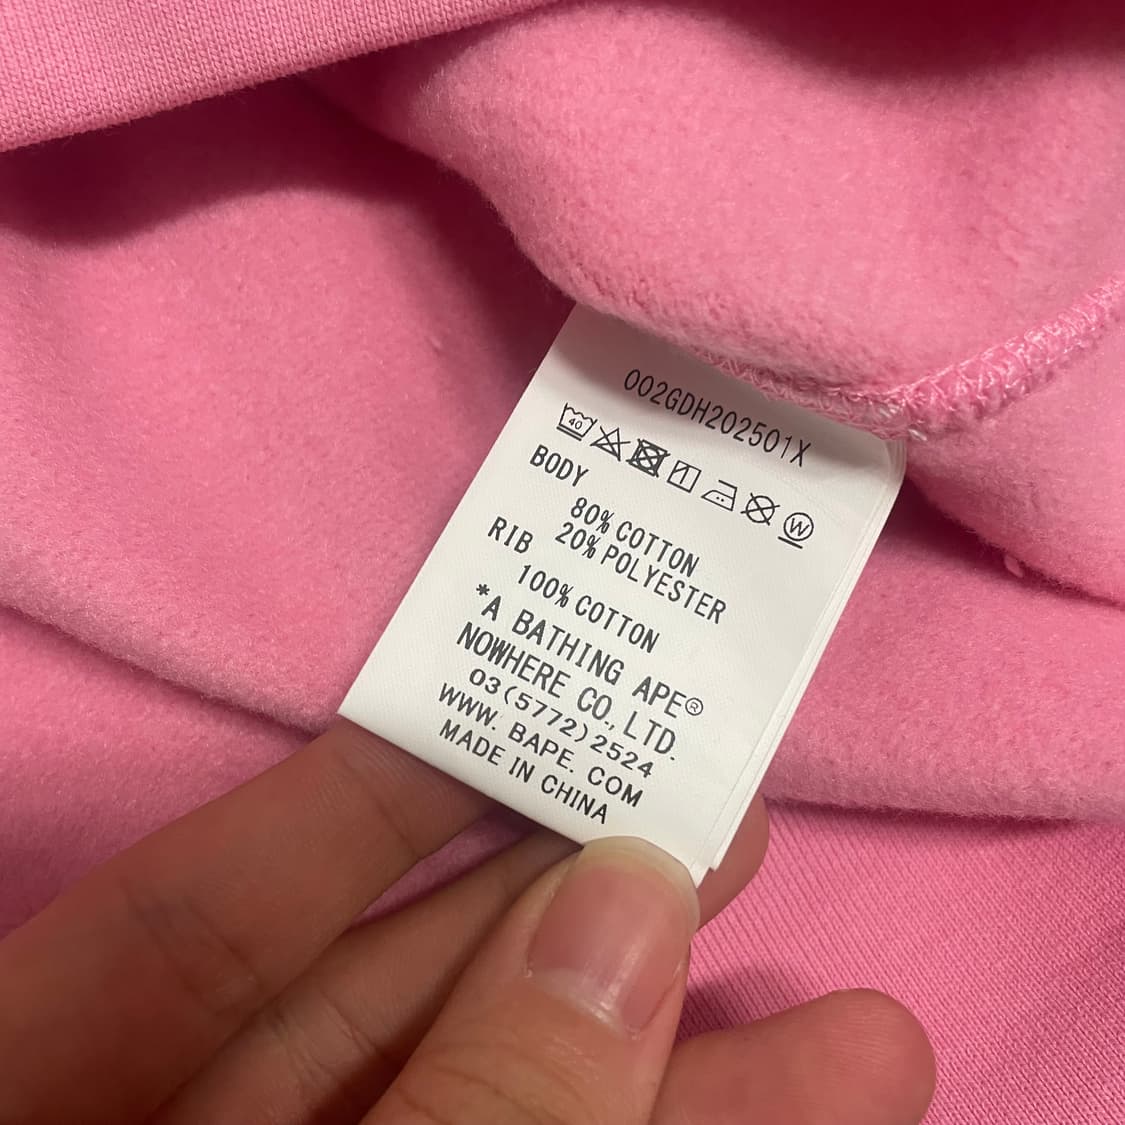 002GDH202501X
40 W
BODY
80% COTTON
20% POLYESTER
RIB
100% COTTON
*A BATHING APE®
NOWHERE CO., LTD.
03(5772)2524
WWW. BAPE. COM
MADE IN CHINA